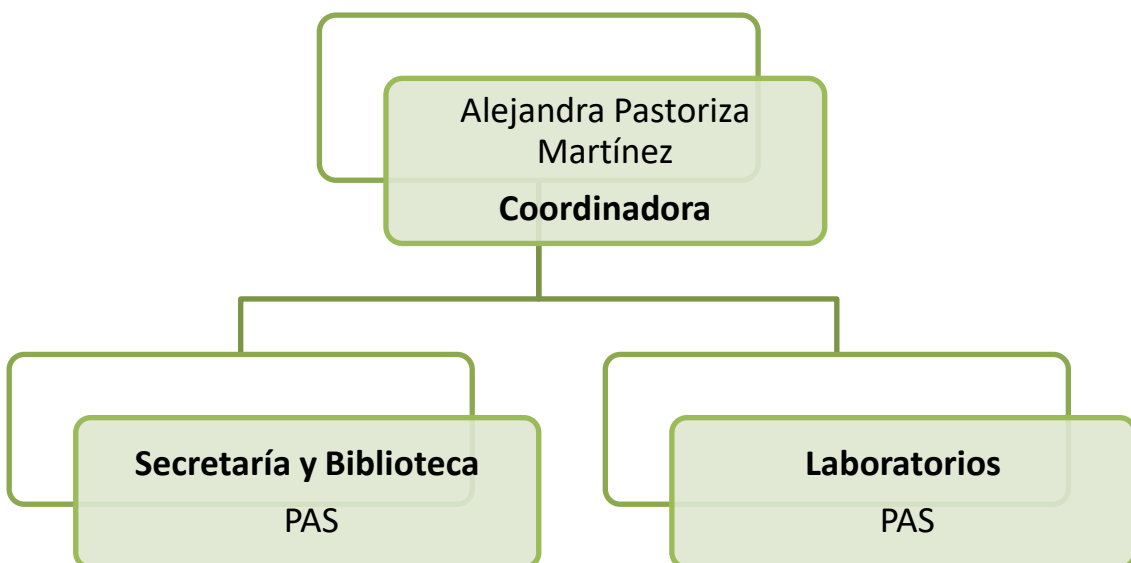 Alejandra Pastoriza
Martínez
Coordinadora
Secretaría y Biblioteca
PAS
Laboratorios
PAS